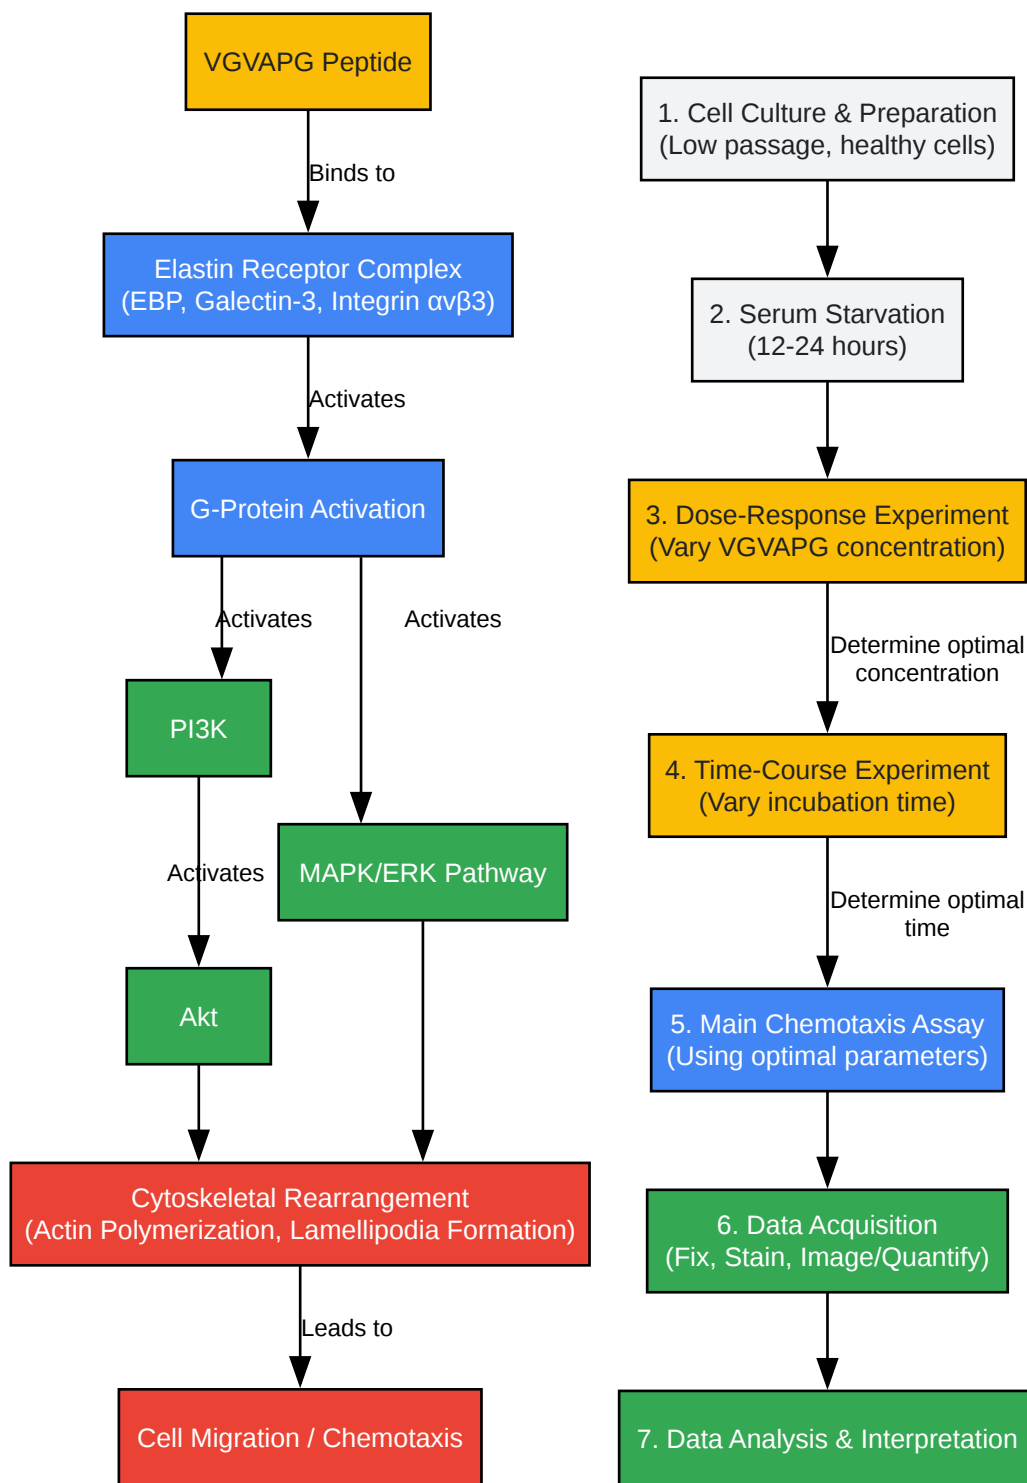 VGVAPG Peptide
Binds to
Elastin Receptor Complex
(EBP, Galectin-3, Integrin αvβ3)
Activates
G-Protein Activation
Activates
Activates
PI3K
Activates
MAPK/ERK Pathway
Akt
Cytoskeletal Rearrangement
(Actin Polymerization, Lamellipodia Formation)
Leads to
Cell Migration / Chemotaxis
1. Cell Culture & Preparation
(Low passage, healthy cells)
2. Serum Starvation
(12-24 hours)
3. Dose-Response Experiment
(Vary VGVAPG concentration)
Determine optimal
concentration
4. Time-Course Experiment
(Vary incubation time)
Determine optimal
time
5. Main Chemotaxis Assay
(Using optimal parameters)
6. Data Acquisition
(Fix, Stain, Image/Quantify)
7. Data Analysis & Interpretation